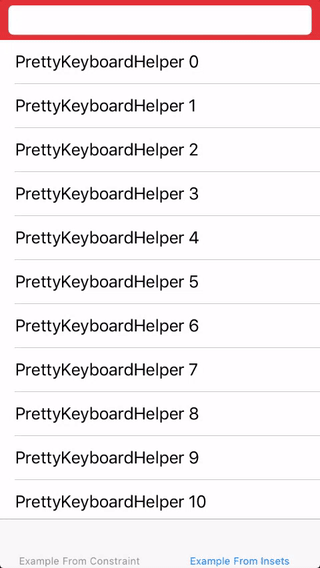 PrettyKeyboardHelper 0
PrettyKeyboardHelper 1
PrettyKeyboardHelper 2
PrettyKeyboardHelper 3
PrettyKeyboardHelper 4
PrettyKeyboardHelper 5
PrettyKeyboardHelper 6
PrettyKeyboardHelper 7
PrettyKeyboardHelper 8
PrettyKeyboardHelper 9
PrettyKeyboardHelper 10
Example From Constraint Example From Insets